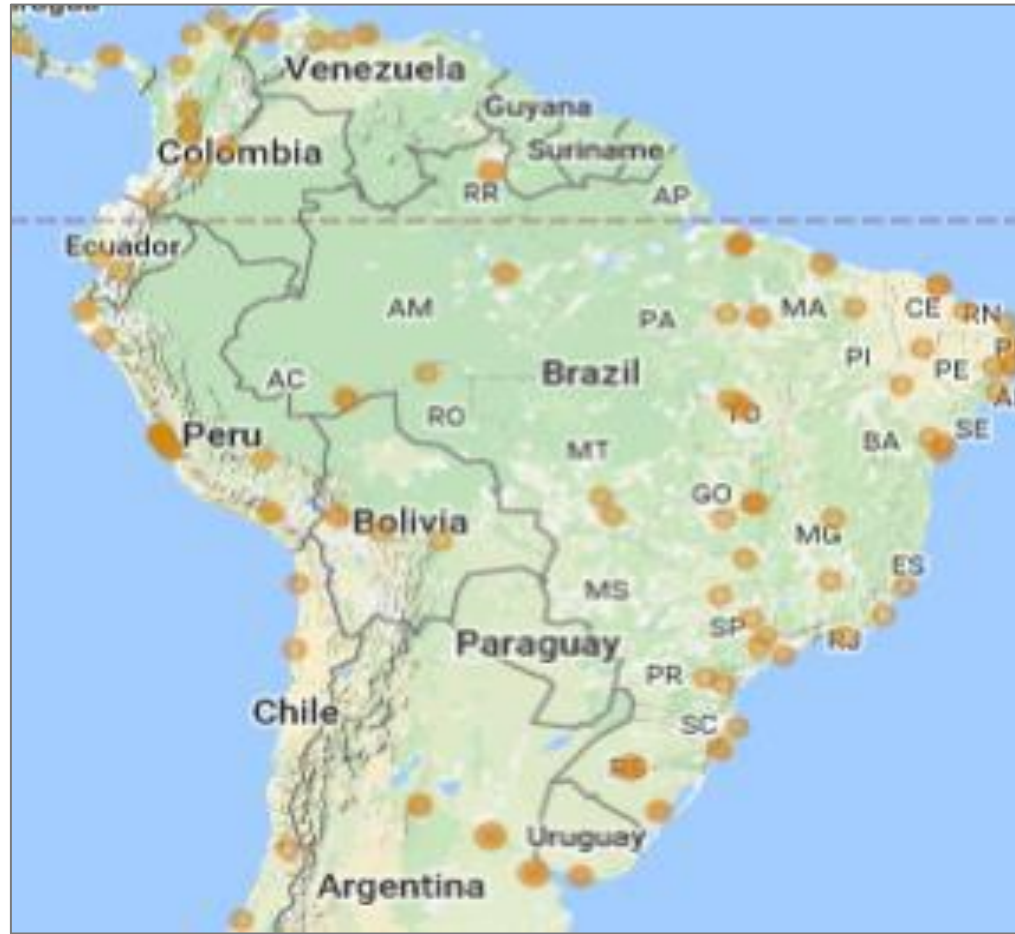 Venezuela
Guyana
Suriname
Colombia
RR
AP
Ecuador
AM
PA
MA
CE
RN
PI
PE
AC
Brazil
RO
TO
Peru
MT
BA
SE
GO
Bolivia
MG
MS
ES
SP
RJ
Paraguay
PR
Chile
SC
Uruguay
Argentina